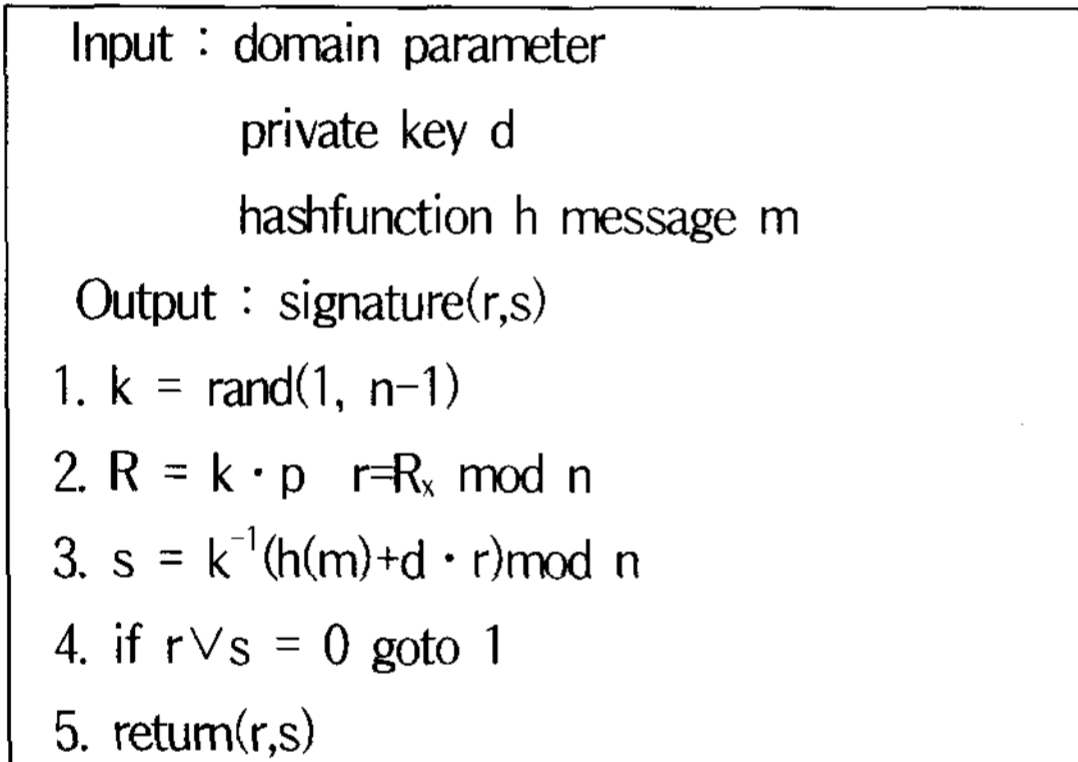 Input : domain parameter
private key d
hashfunction h message m
Output : signature(r,s)
1. k = rand(1, n-1)
2. R = k · p r=Rₓ mod n
3. s = k⁻¹(h(m)+d · r)mod n
4. if r∨s = 0 goto 1
5. return(r,s)